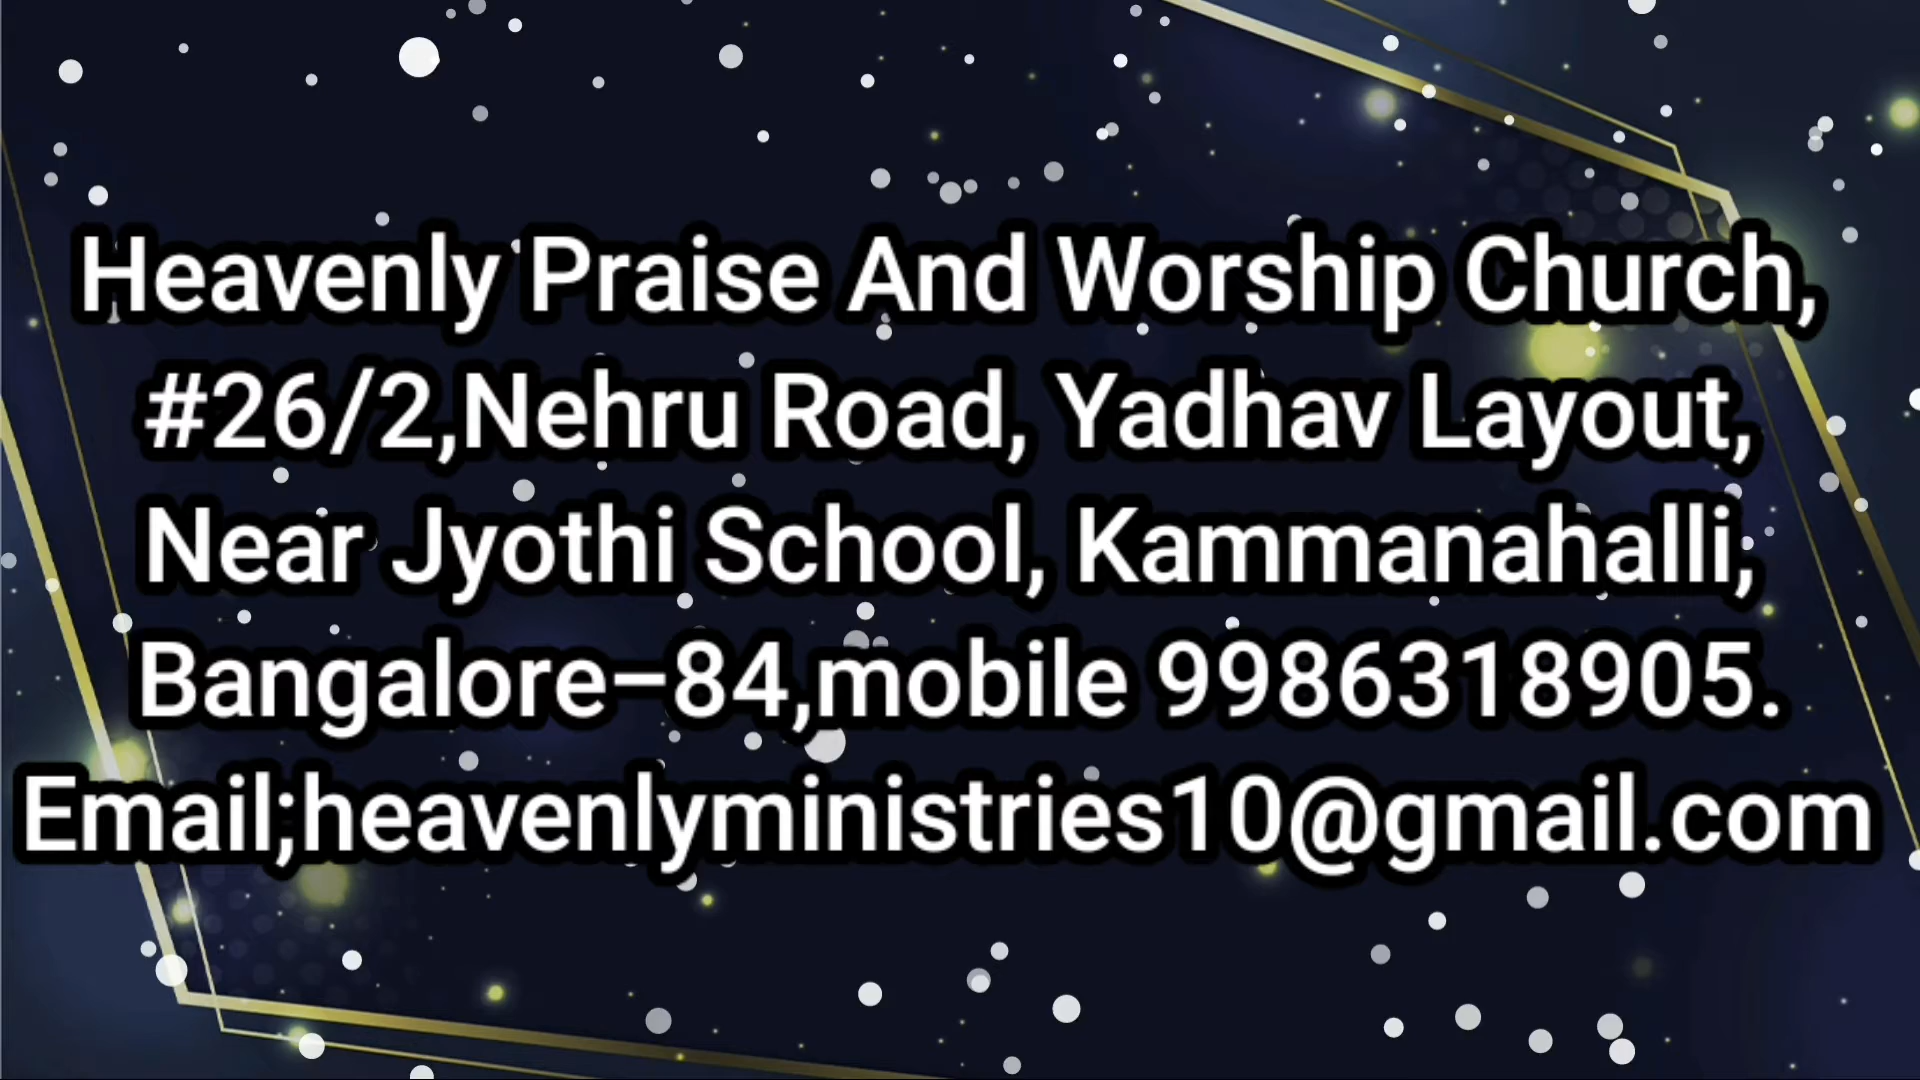 Heavenly Praise And Worship Church,
#26/2,Nehru Road, Yadhav Layout,
Near Jyothi School, Kammanahalli,
Bangalore–84,mobile 9986318905.
Email;heavenlyministries10@gmail.com